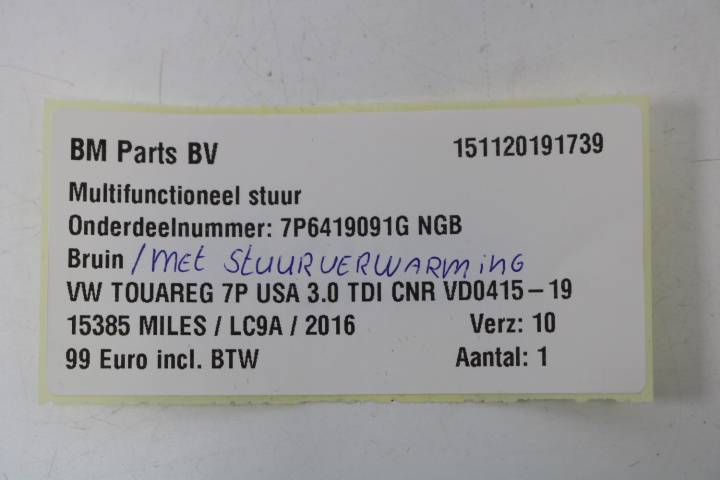 BM Parts BV 151120191739
Multifunctioneel stuur
Onderdeelnummer: 7P6419091G NGB
Bruin / met stuurverwarming
VW TOUAREG 7P USA 3.0 TDI CNR VD0415-19
15385 MILES / LC9A / 2016 Verz: 10
99 Euro incl. BTW Aantal: 1